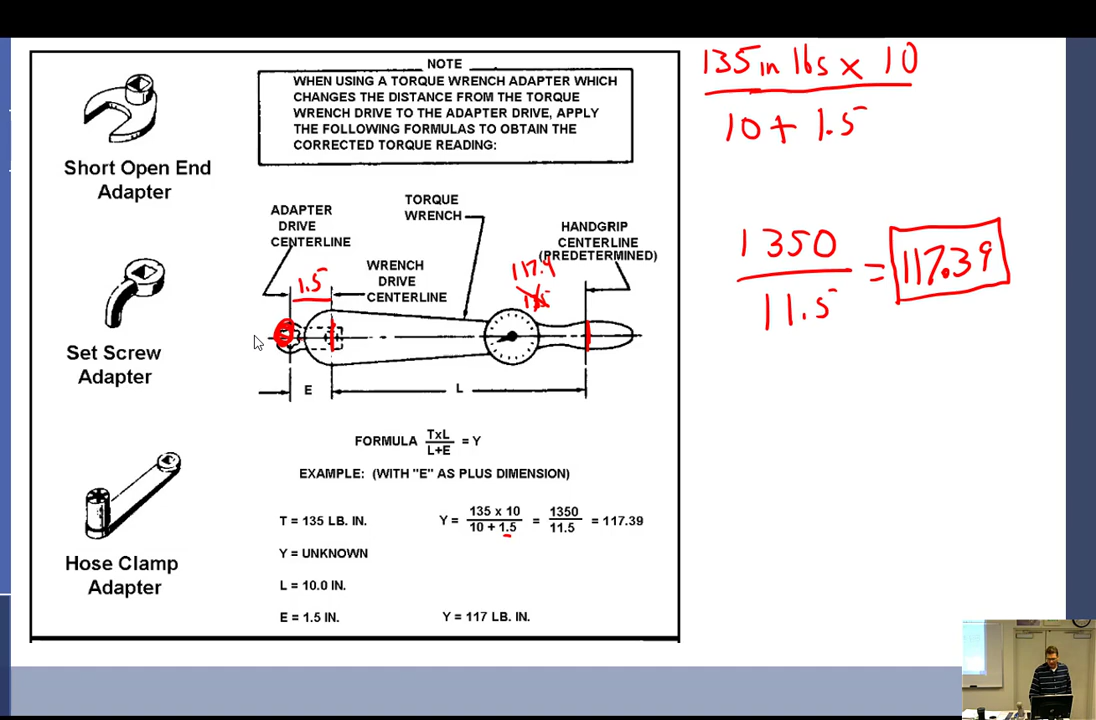 NOTE
WHEN USING A TORQUE WRENCH ADAPTER WHICH
CHANGES THE DISTANCE FROM THE TORQUE
WRENCH DRIVE TO THE ADAPTER DRIVE, APPLY
THE FOLLOWING FORMULAS TO OBTAIN THE
CORRECTED TORQUE READING:
135 in lbs x 10
10 + 1.5
1350
11.5
= 117.39
Short Open End
Adapter
Set Screw
Adapter
Hose Clamp
Adapter
ADAPTER
DRIVE
CENTERLINE
TORQUE
WRENCH
WRENCH
DRIVE
CENTERLINE
HANDGRIP
CENTERLINE
(PREDETERMINED)
1.5
117.4
E
L
FORMULA TxL/L+E = Y
EXAMPLE: (WITH "E" AS PLUS DIMENSION)
T = 135 LB. IN.
Y = 135 x 10/10 + 1.5 = 1350/11.5 = 117.39
Y = UNKNOWN
L = 10.0 IN.
E = 1.5 IN.
Y = 117 LB. IN.